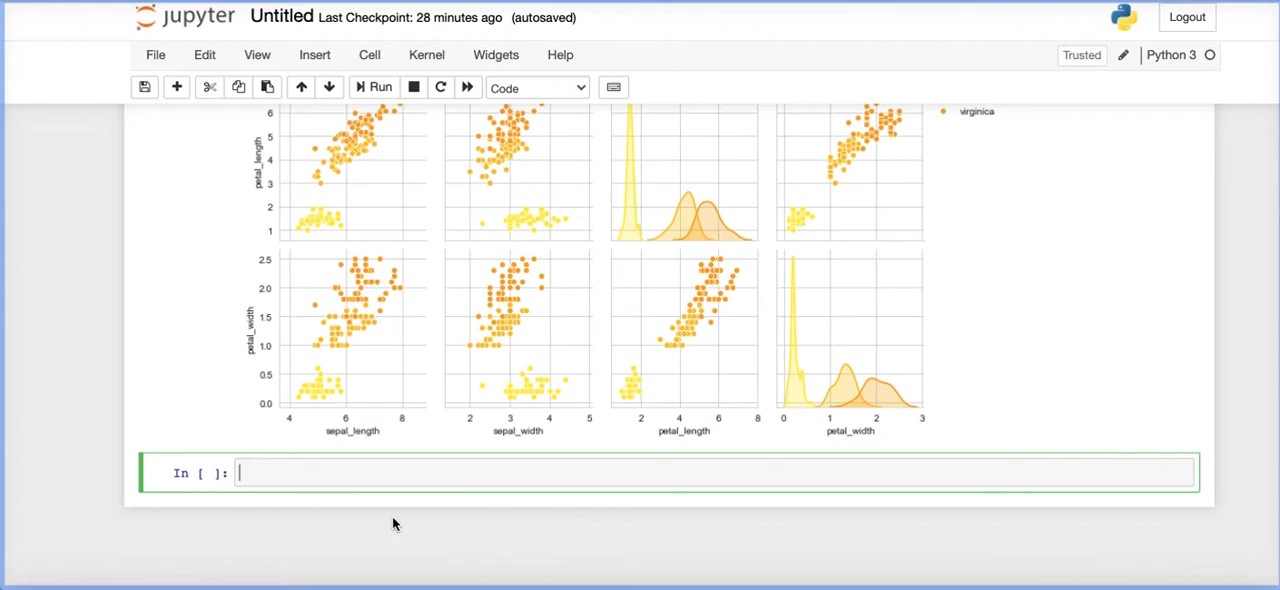 jupyter Untitled Last Checkpoint: 28 minutes ago (autosaved) Logout
File Edit View Insert Cell Kernel Widgets Help Trusted Python 3
Run Code
virginica
petal_length
6
5
4
3
2
1
petal_width
2.5
2.0
1.5
1.0
0.5
0.0
4 6 8 2 3 4 5 2 4 6 8 0 1 2 3
sepal_length sepal_width petal_length petal_width
In [ ]: